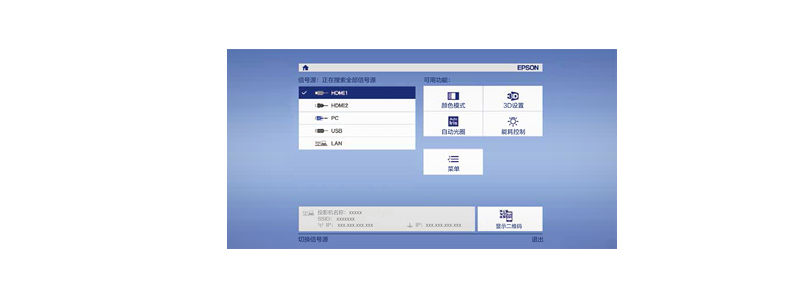 EPSON
信号源：正在搜索全部信号源
可用功能：
HDMI1
HDMI2
PC
USB
LAN
颜色模式
3D设置
Auto Iris
自动光圈
能耗控制
菜单
投影机名称：xxxxx
SSID：xxxxxxx
IP：xxx.xxx.xxx.xxx
IP：xxx.xxx.xxx.xxx
显示二维码
切换信号源
退出